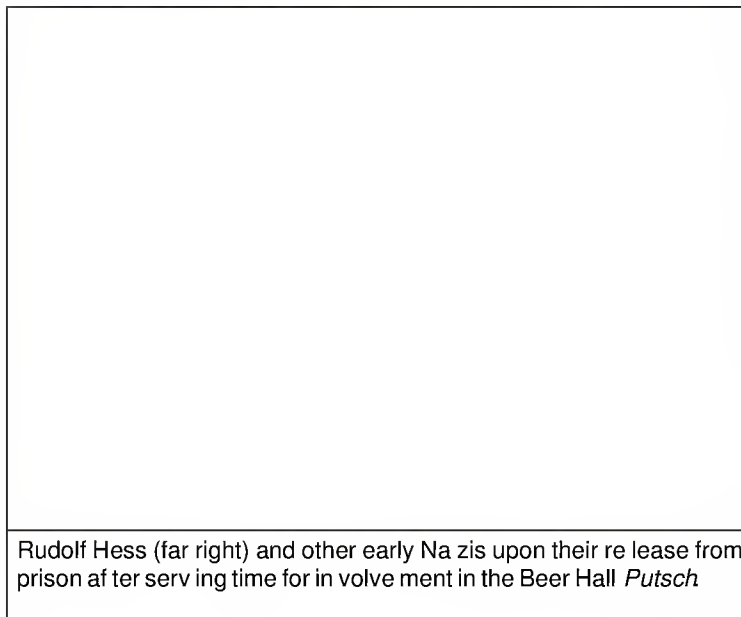 Rudolf Hess (far right) and other early Na zis upon their re lease from
prison af ter serv ing time for in volve ment in the Beer Hall Putsch.